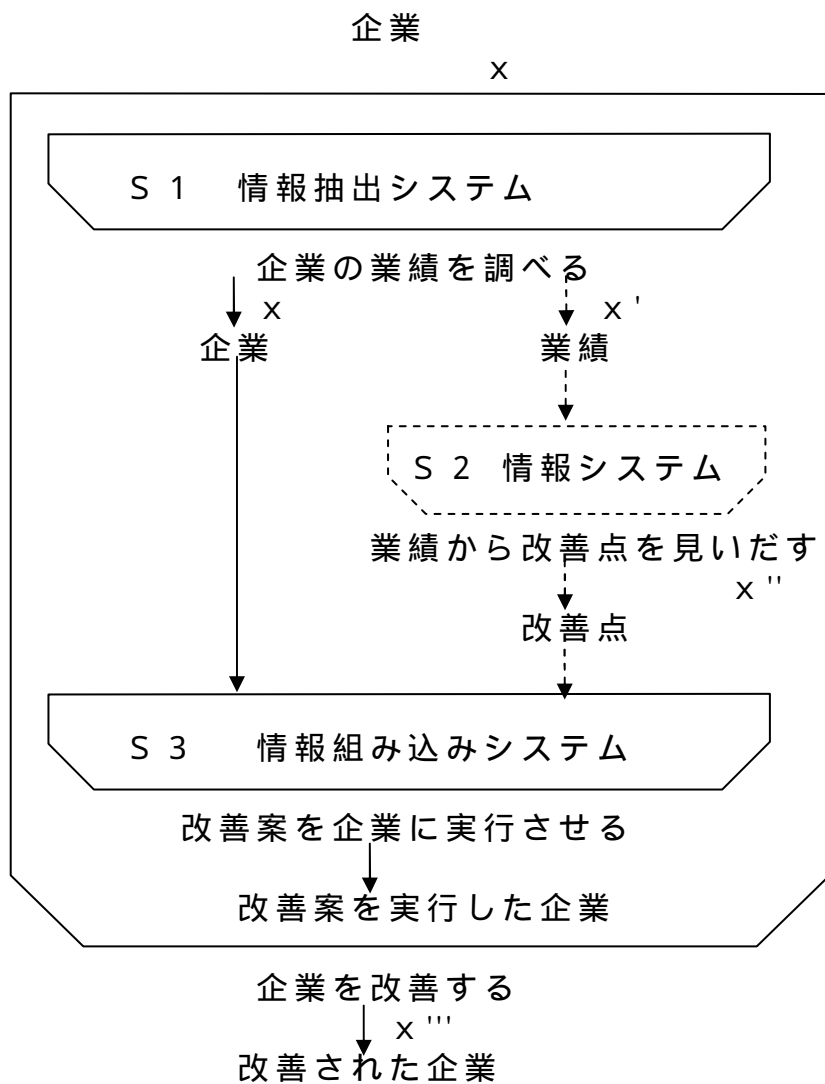 企業
x
S 1 情報抽出システム
企業の業績を調べる
x x '
企業 業績
S 2 情報システム
業績から改善点を見いだす
x ''
改善点
S 3 情報組み込みシステム
改善案を企業に実行させる
改善案を実行した企業
企業を改善する
x '''
改善された企業